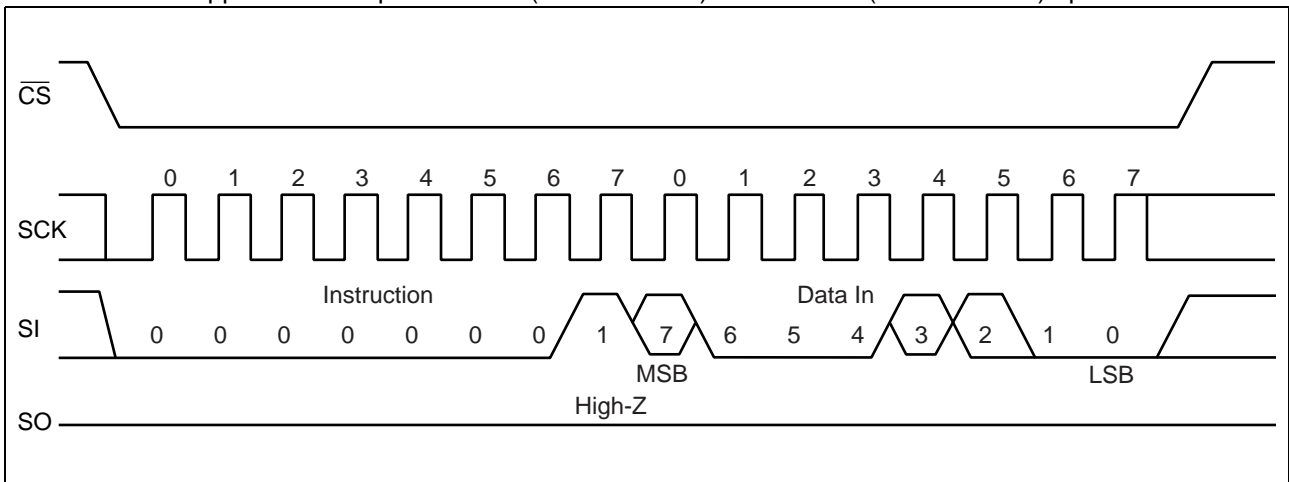 CS
0 1 2 3 4 5 6 7 0 1 2 3 4 5 6 7
SCK
Instruction Data In
SI 0 0 0 0 0 0 0 1 7 6 5 4 3 2 1 0
MSB LSB
High-Z
SO